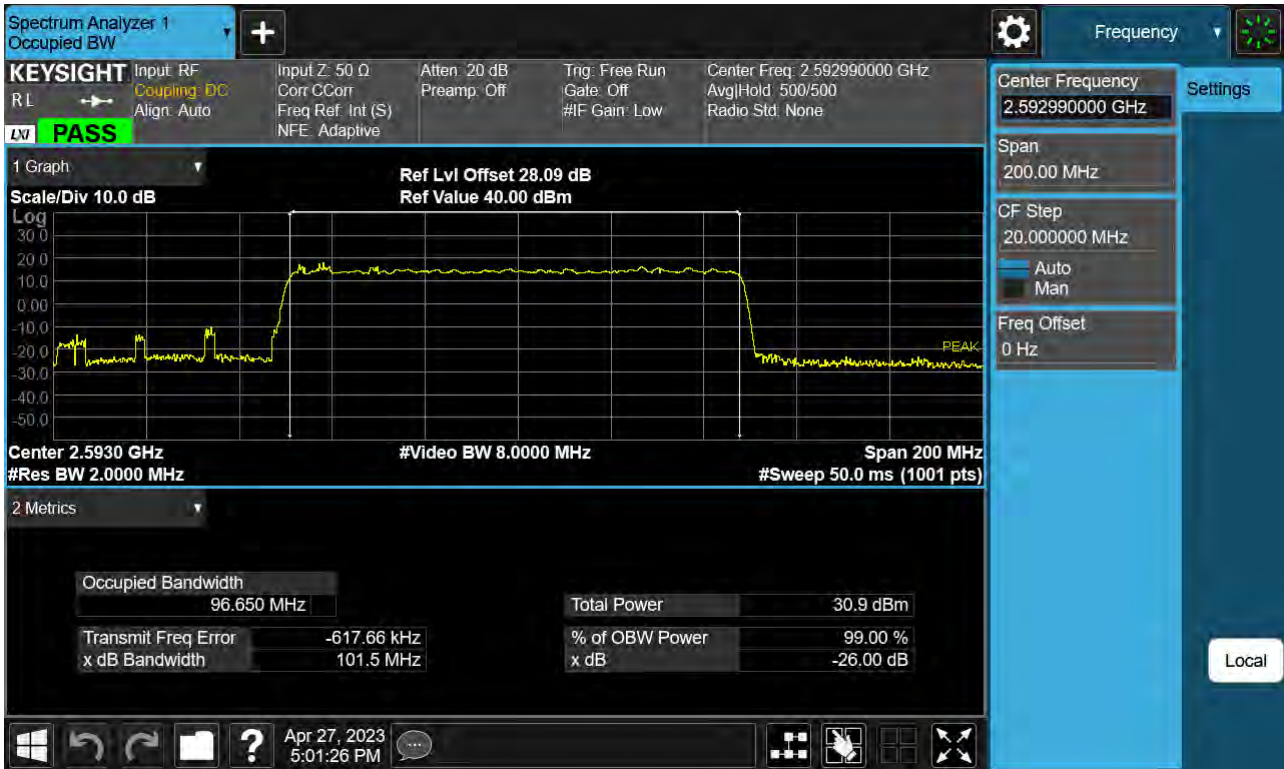 Spectrum Analyzer 1
Occupied BW
+
Frequency
KEYSIGHT
RL
LXI PASS
Input: RF
Coupling: DC
Align: Auto
Input Z: 50 Ω
Corr CCorr
Freq Ref: Int (S)
NFE: Adaptive
Atten: 20 dB
Preamp: Off
Trig: Free Run
Gate: Off
#IF Gain: Low
Center Freq: 2.592990000 GHz
Avg|Hold: 500/500
Radio Std: None
1 Graph
Scale/Div 10.0 dB
Ref Lvl Offset 28.09 dB
Ref Value 40.00 dBm
Log
30.0
20.0
10.0
0.00
-10.0
-20.0
-30.0
-40.0
-50.0
PEAK
Center 2.5930 GHz
#Res BW 2.0000 MHz
#Video BW 8.0000 MHz
Span 200 MHz
#Sweep 50.0 ms (1001 pts)
2 Metrics
Occupied Bandwidth
96.650 MHz
Transmit Freq Error -617.66 kHz
x dB Bandwidth 101.5 MHz
Total Power 30.9 dBm
% of OBW Power 99.00 %
x dB -26.00 dB
Center Frequency
2.592990000 GHz
Span
200.00 MHz
CF Step
20.000000 MHz
Auto
Man
Freq Offset
0 Hz
Settings
Local
?
Apr 27, 2023
5:01:26 PM